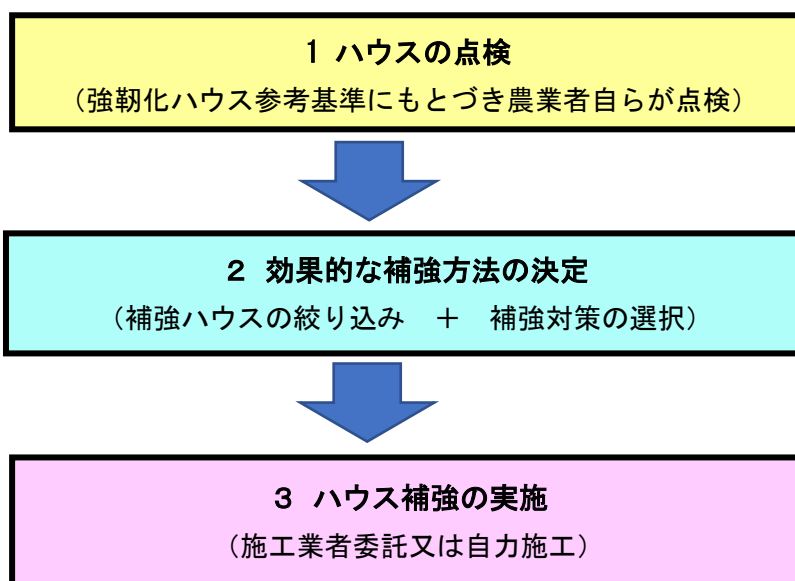 1 ハウスの点検
（強靱化ハウス参考基準にもとづき農業者自らが点検）
２ 効果的な補強方法の決定
（補強ハウスの絞り込み　＋　補強対策の選択）
３ ハウス補強の実施
（施工業者委託又は自力施工）